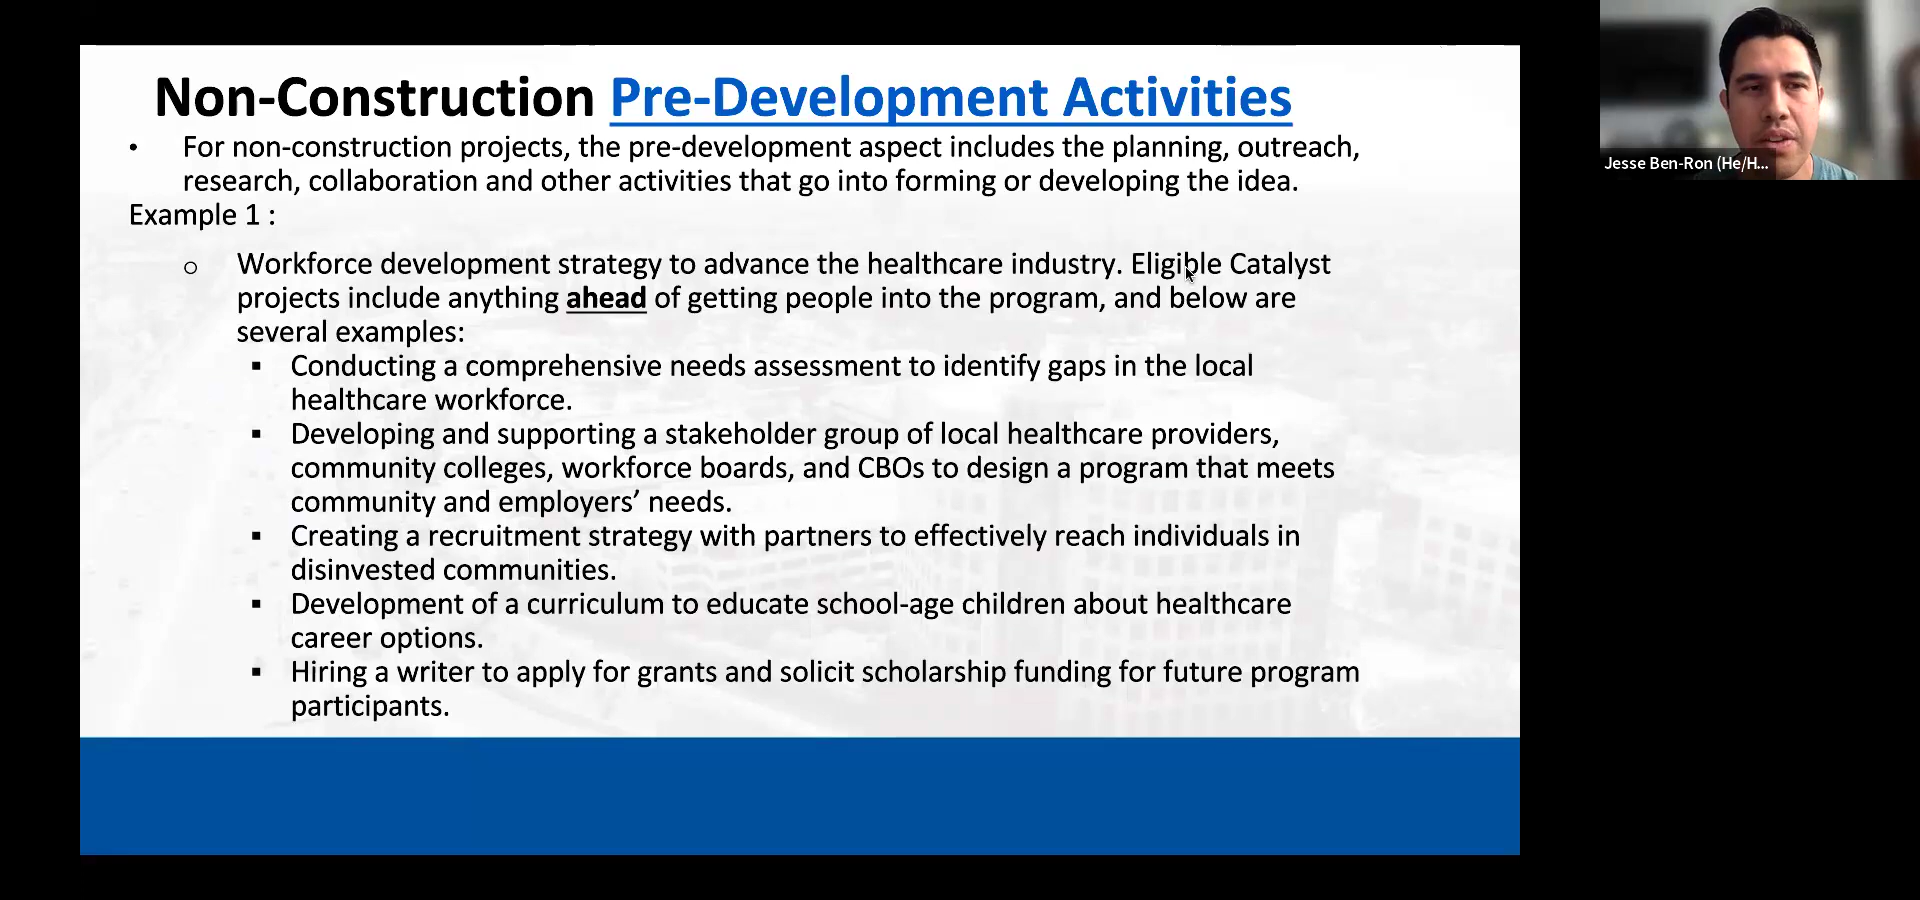 Non-Construction Pre-Development Activities
• For non-construction projects, the pre-development aspect includes the planning, outreach,
research, collaboration and other activities that go into forming or developing the idea.
Example 1 :
o Workforce development strategy to advance the healthcare industry. Eligible Catalyst
projects include anything ahead of getting people into the program, and below are
several examples:
▪ Conducting a comprehensive needs assessment to identify gaps in the local
healthcare workforce.
▪ Developing and supporting a stakeholder group of local healthcare providers,
community colleges, workforce boards, and CBOs to design a program that meets
community and employers’ needs.
▪ Creating a recruitment strategy with partners to effectively reach individuals in
disinvested communities.
▪ Development of a curriculum to educate school-age children about healthcare
career options.
▪ Hiring a writer to apply for grants and solicit scholarship funding for future program
participants.
Jesse Ben-Ron (He/H...